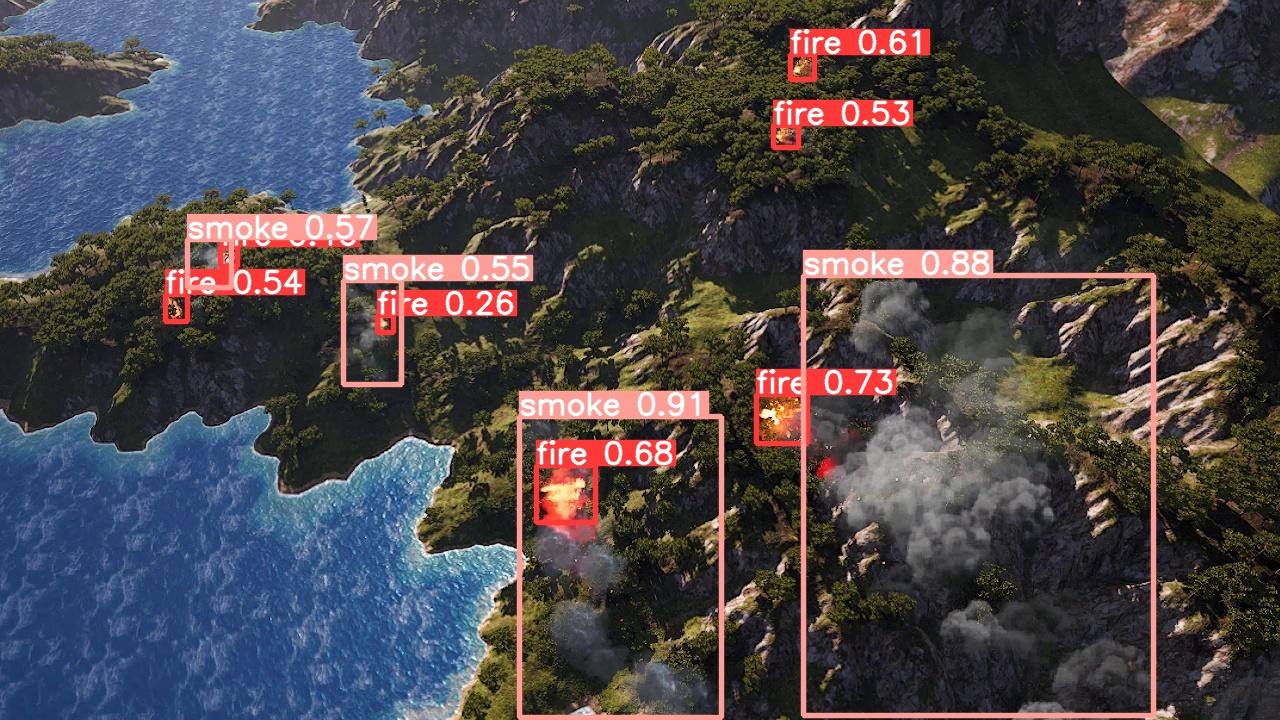 fire 0.61
fire 0.53
smoke 0.57
fire 0.54
smoke 0.55
fire 0.26
smoke 0.88
fire 0.73
smoke 0.91
fire 0.68